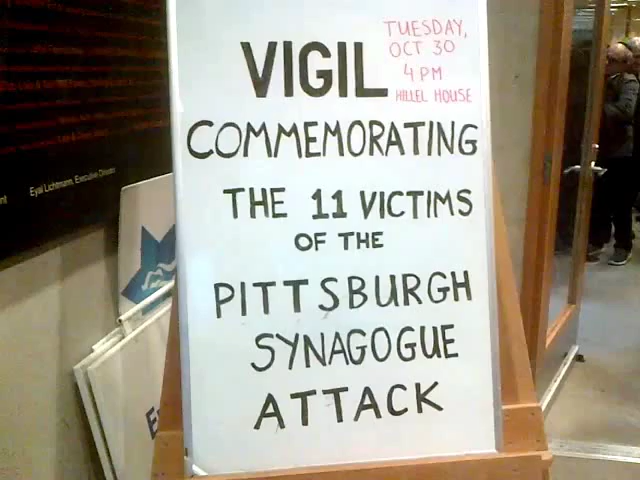 VIGIL
TUESDAY,
OCT 30
4 PM
HILLEL HOUSE
COMMEMORATING
THE 11 VICTIMS
OF THE
PITTSBURGH
SYNAGOGUE
ATTACK
Eyal Lichtmann, Executive Director